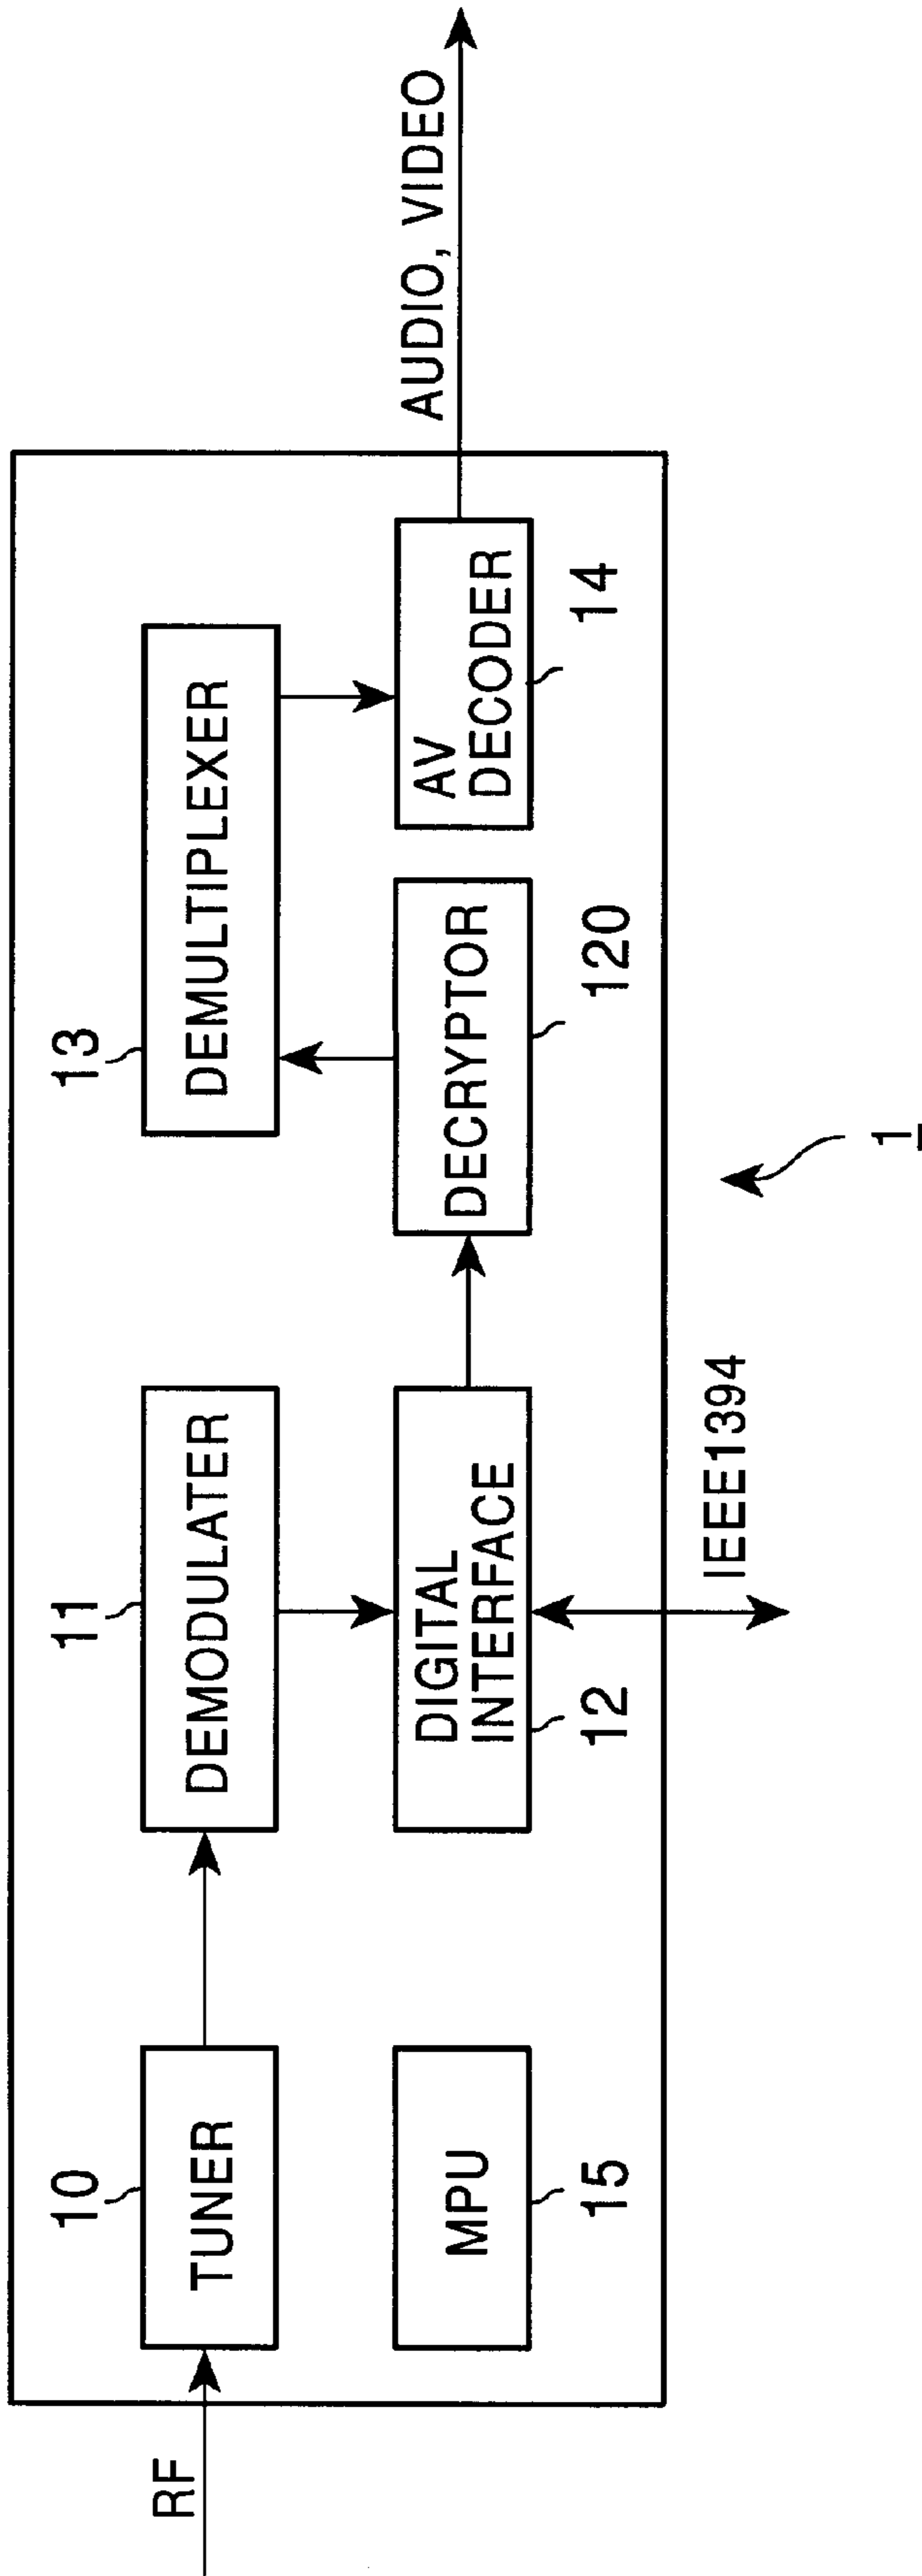 RF
10
TUNER
11
DEMODULATER
13
DEMULTIPLEXER
MPU
15
DIGITAL
INTERFACE
12
DECRYPTOR
120
AV
DECODER
14
AUDIO, VIDEO
IEEE1394
1